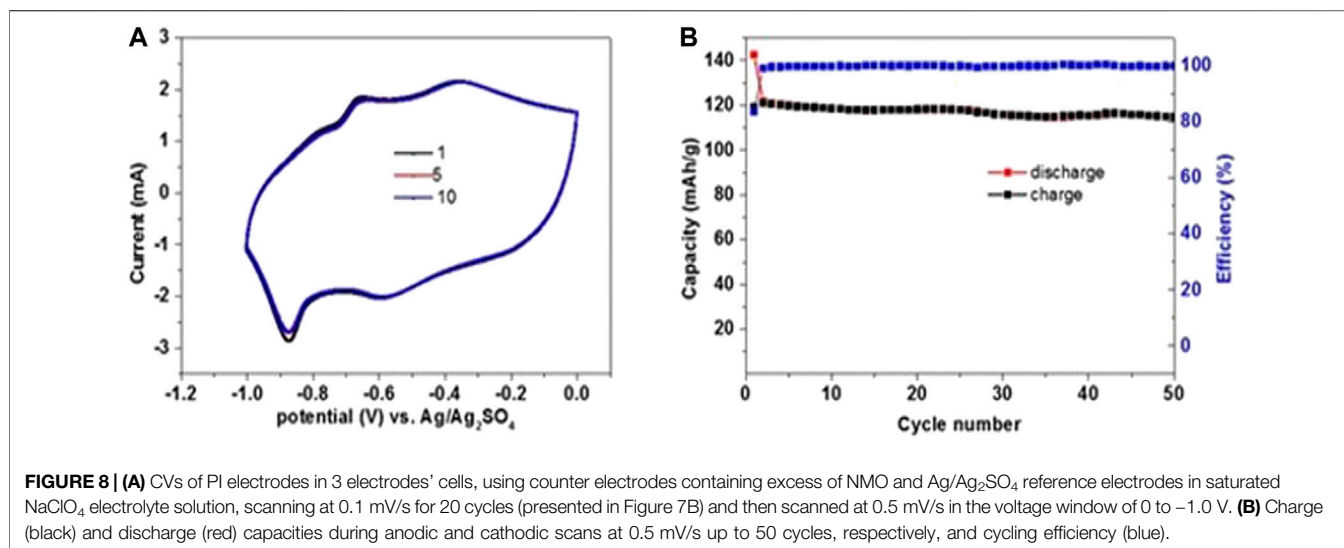 A
3
2
1
0
-1
-2
-3
Current (mA)
1
5
10
-1.2 -1.0 -0.8 -0.6 -0.4 -0.2 0.0
potential (V) vs. Ag/Ag₂SO₄
B
140
120
100
80
60
40
20
Capacity (mAh/g)
discharge
charge
100
80
60
40
20
0
Efficiency (%)
0 10 20 30 40 50
Cycle number
FIGURE 8 | (A) CVs of PI electrodes in 3 electrodes' cells, using counter electrodes containing excess of NMO and Ag/Ag₂SO₄ reference electrodes in saturated
NaClO₄ electrolyte solution, scanning at 0.1 mV/s for 20 cycles (presented in Figure 7B) and then scanned at 0.5 mV/s in the voltage window of 0 to −1.0 V. (B) Charge
(black) and discharge (red) capacities during anodic and cathodic scans at 0.5 mV/s up to 50 cycles, respectively, and cycling efficiency (blue).